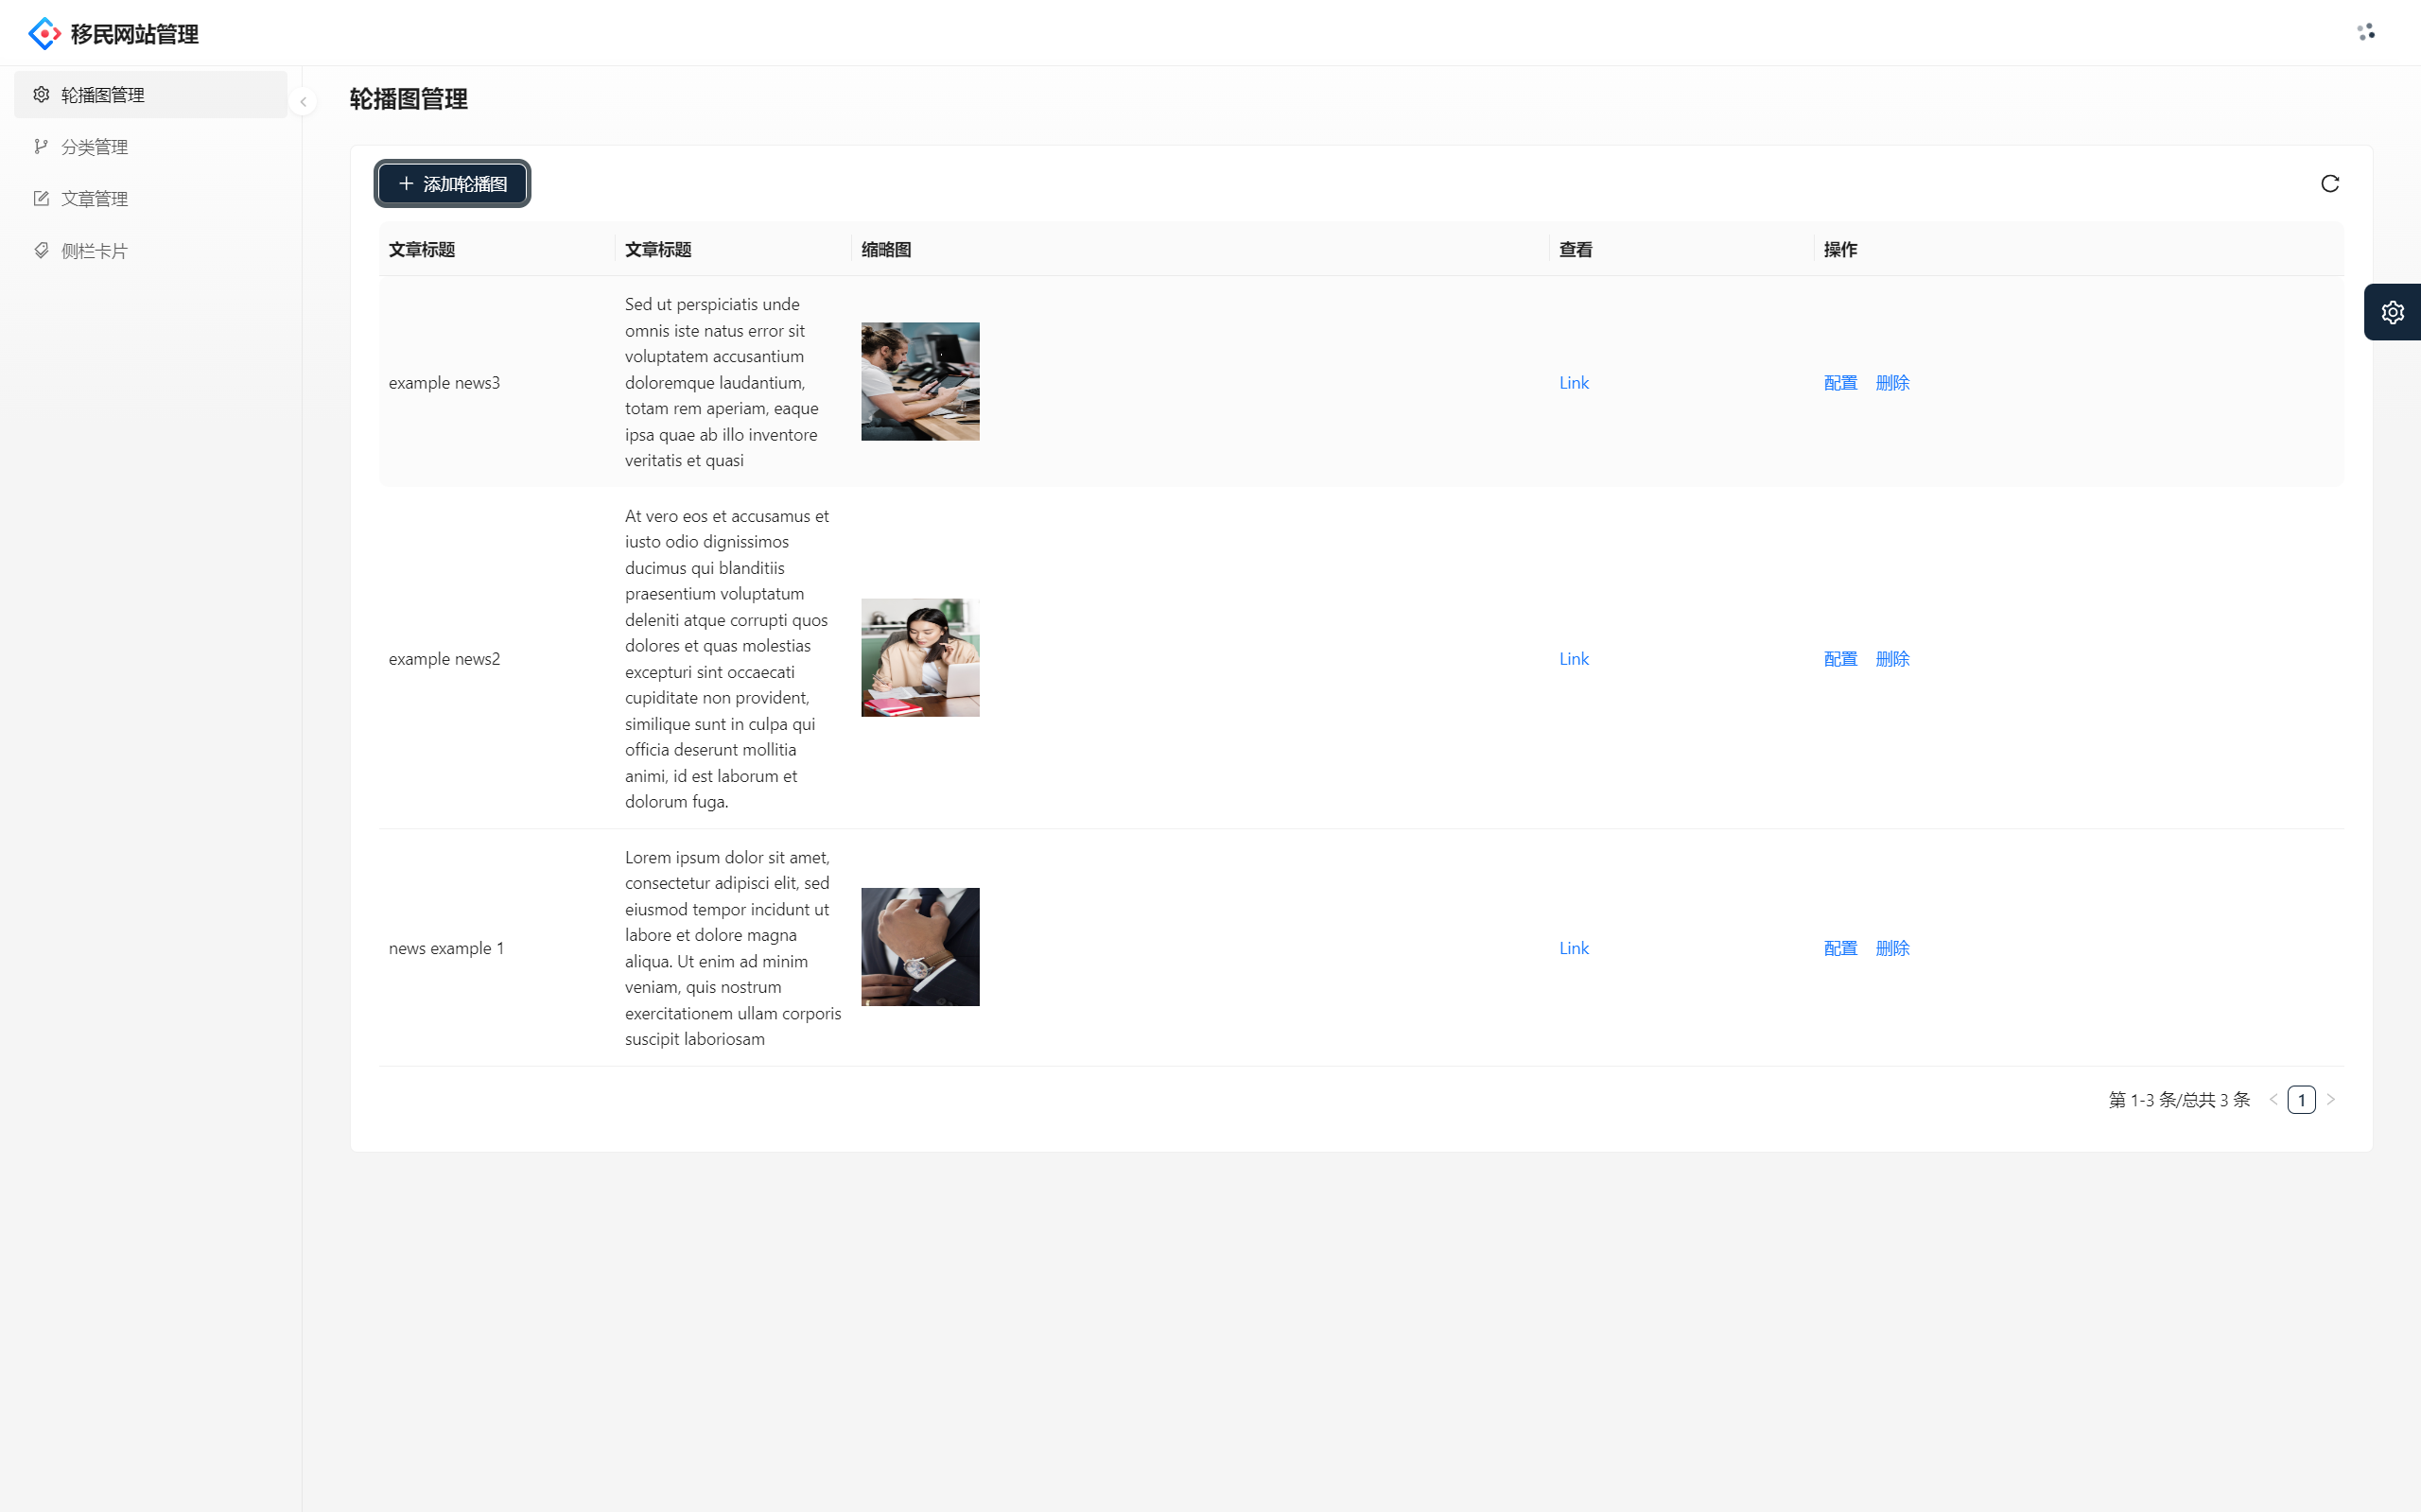 移民网站管理
轮播图管理
分类管理
文章管理
侧栏卡片
轮播图管理
添加轮播图
文章标题 文章标题 缩略图 查看 操作
example news3
Sed ut perspiciatis unde
omnis iste natus error sit
voluptatem accusantium
doloremque laudantium,
totam rem aperiam, eaque
ipsa quae ab illo inventore
veritatis et quasi
Link
配置 删除
example news2
At vero eos et accusamus et
iusto odio dignissimos
ducimus qui blanditiis
praesentium voluptatum
deleniti atque corrupti quos
dolores et quas molestias
excepturi sint occaecati
cupiditate non provident,
similique sunt in culpa qui
officia deserunt mollitia
animi, id est laborum et
dolorum fuga.
Link
配置 删除
news example 1
Lorem ipsum dolor sit amet,
consectetur adipisci elit, sed
eiusmod tempor incidunt ut
labore et dolore magna
aliqua. Ut enim ad minim
veniam, quis nostrum
exercitationem ullam corporis
suscipit laboriosam
Link
配置 删除
第 1-3 条/总共 3 条 < 1 >